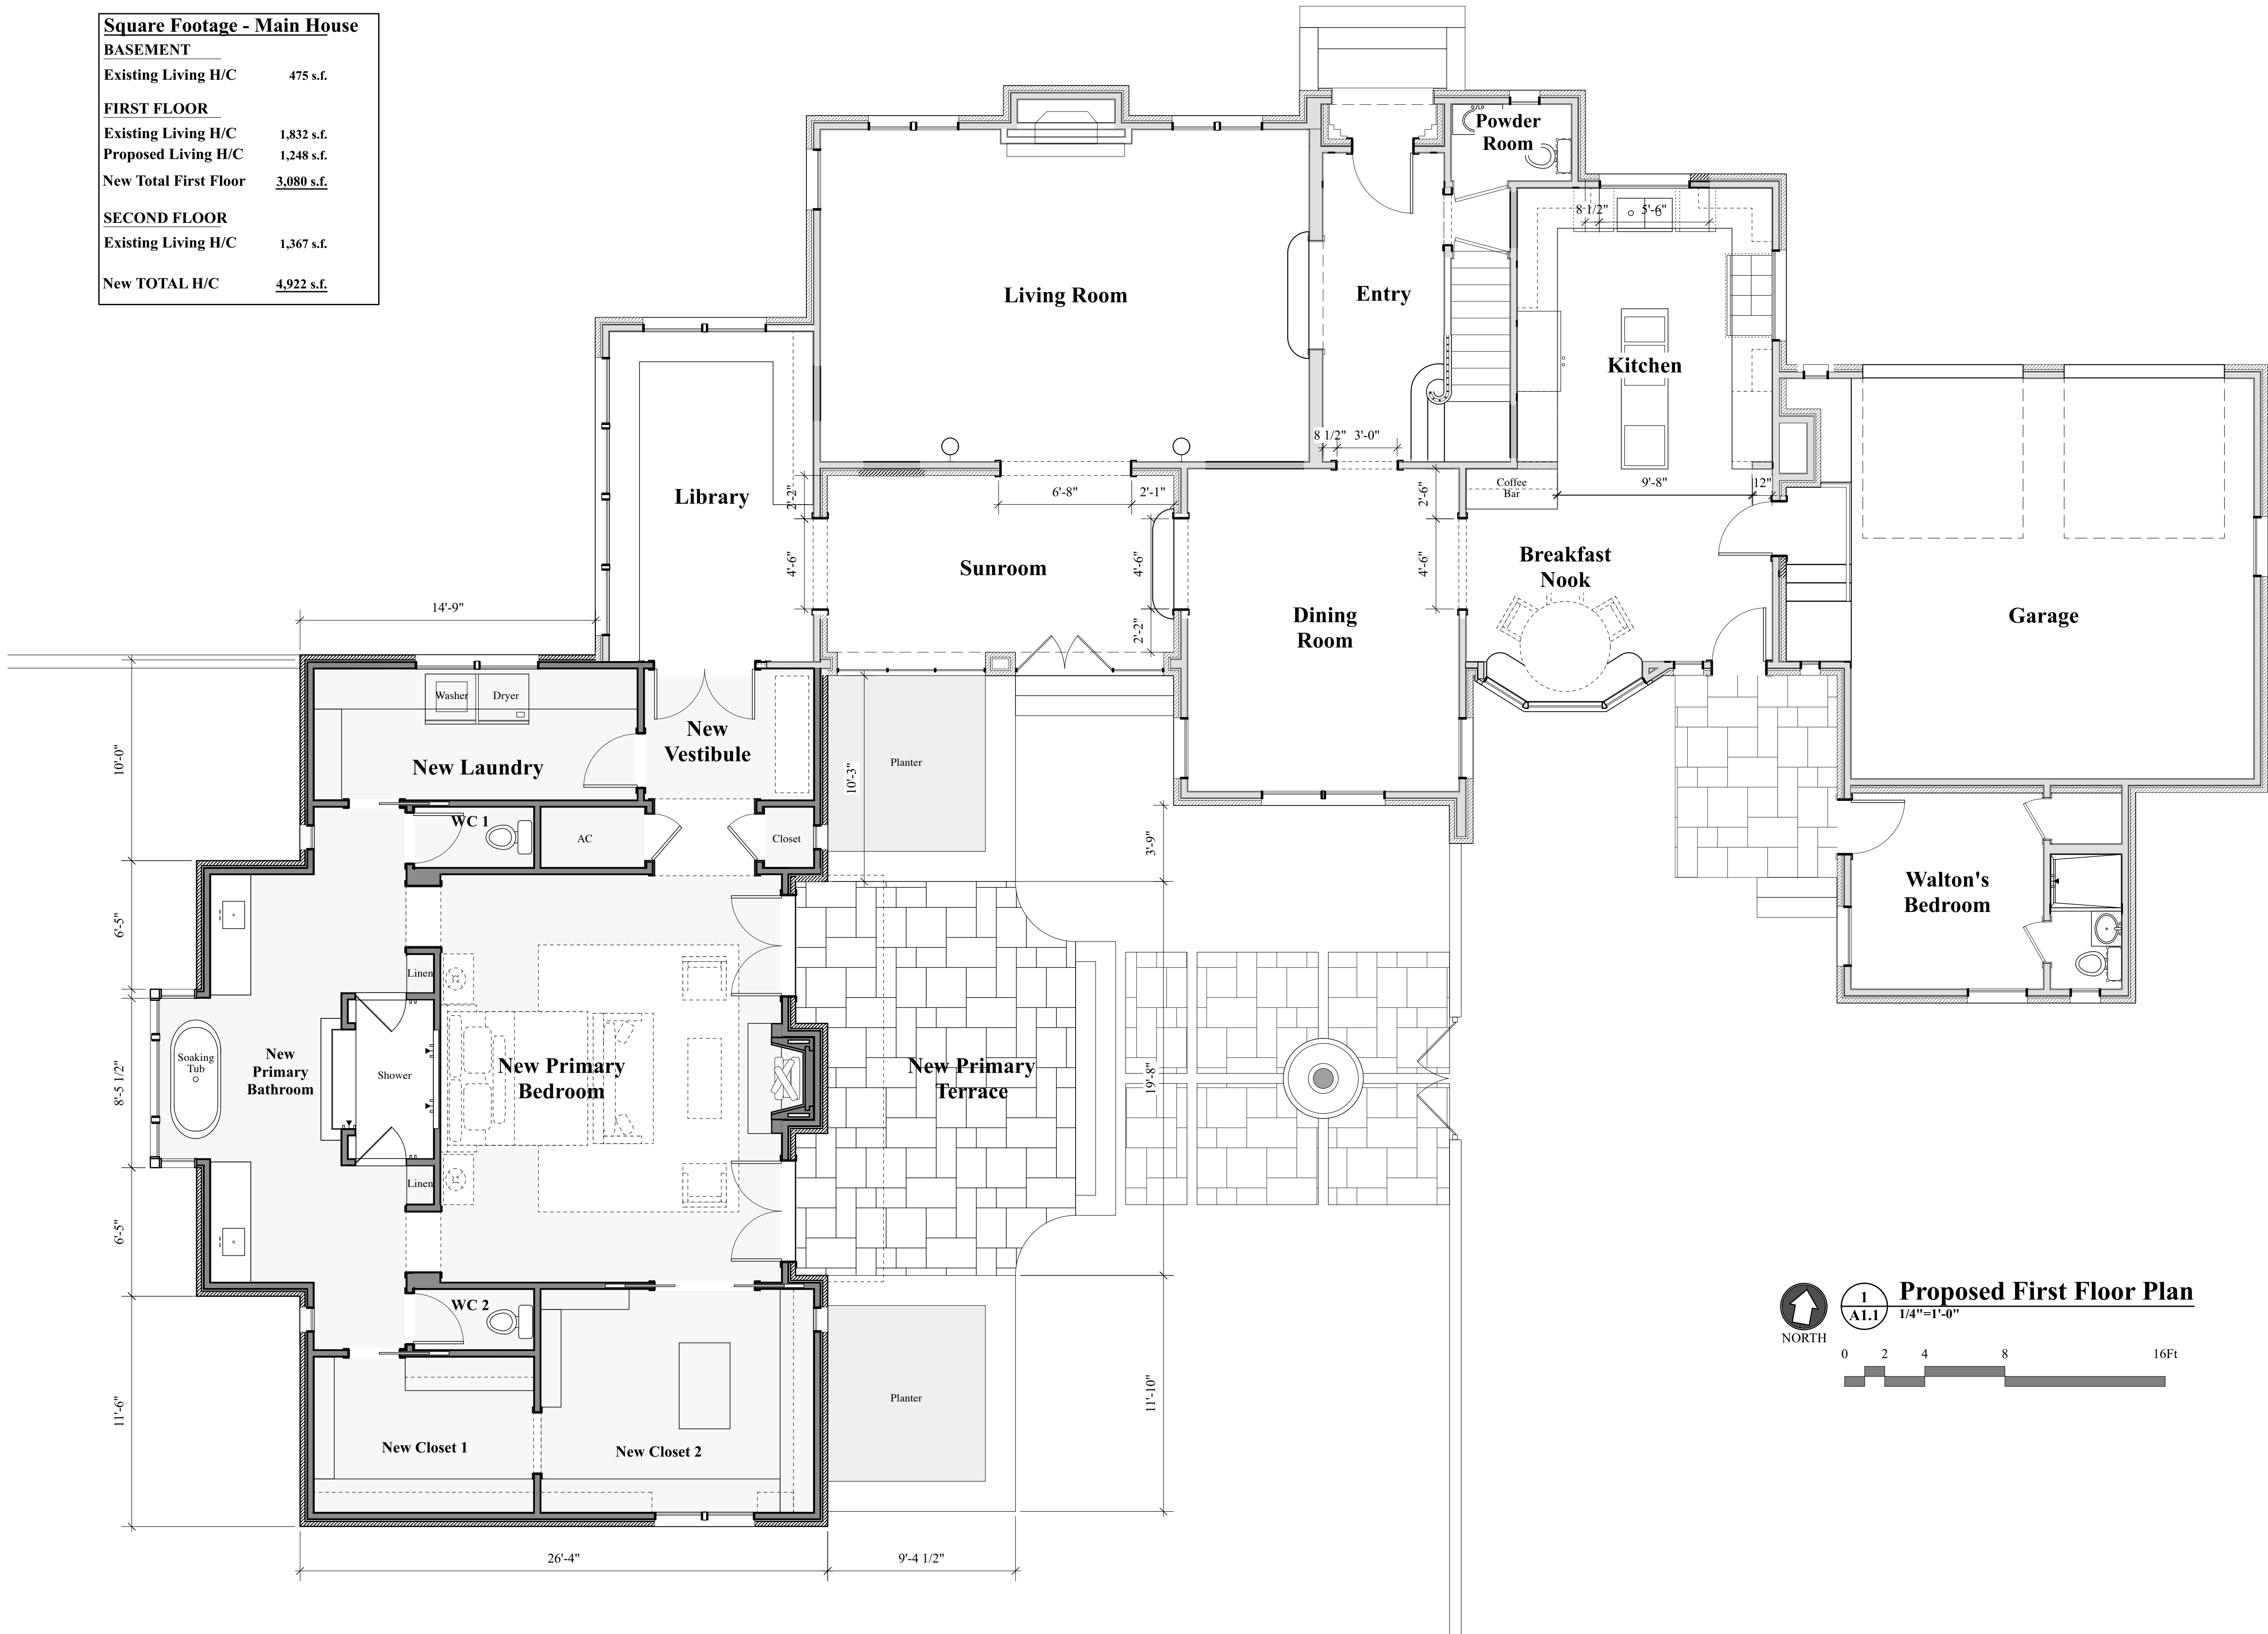 Square Footage - Main House
BASEMENT
Existing Living H/C 475 s.f.
FIRST FLOOR
Existing Living H/C 1,832 s.f.
Proposed Living H/C 1,248 s.f.
New Total First Floor 3,080 s.f.
SECOND FLOOR
Existing Living H/C 1,367 s.f.
New TOTAL H/C 4,922 s.f.
Powder
Room
8 1/2" 5'-6"
Living Room
Entry
Kitchen
8 1/2" 3'-0"
Library
2'-2"
6'-8"
2'-1"
2'-6"
Coffee
Bar
9'-8"
12"
4'-6"
Sunroom
4'-6"
4'-6"
Breakfast
Nook
2'-2"
Dining
Room
Garage
14'-9"
Washer
Dryer
New
Vestibule
New Laundry
10'-0"
10'-3"
Planter
WC 1
AC
Closet
3'-9"
Walton's
Bedroom
6'-5"
Linen
Soaking
Tub
New
Primary
Bathroom
Shower
New Primary
Bedroom
New Primary
Terrace
8'-5 1/2"
19'-8"
Linen
6'-5"
WC 2
11'-6"
New Closet 1
New Closet 2
Planter
11'-10"
26'-4"
9'-4 1/2"
NORTH
1
A1.1
Proposed First Floor Plan
1/4"=1'-0"
0 2 4 8 16Ft